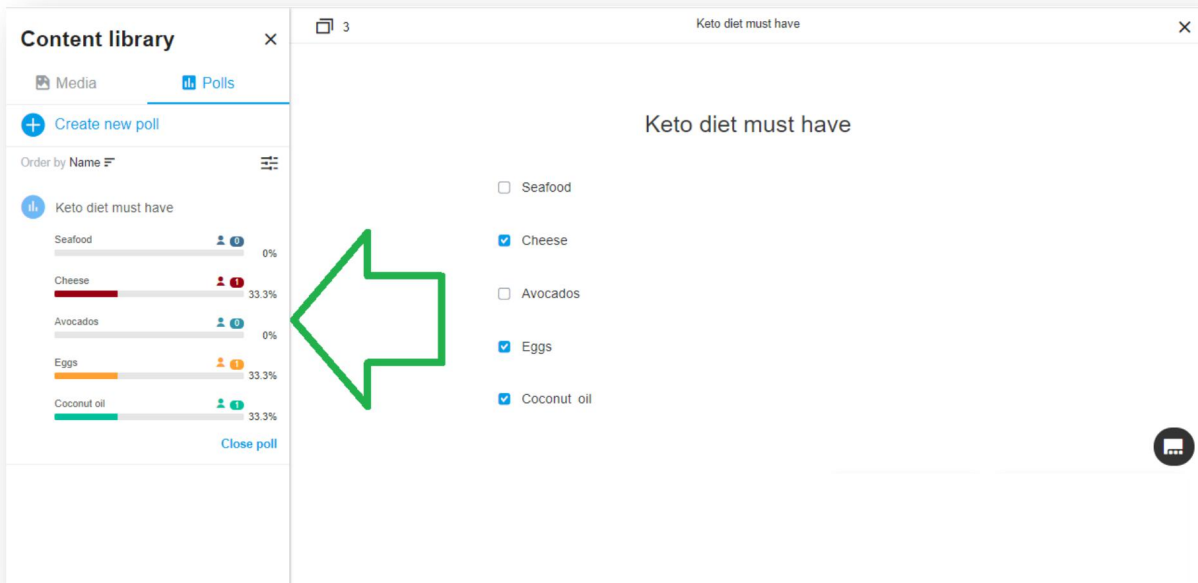 Content library
Media
Polls
Create new poll
Order by Name
Keto diet must have
Seafood
0
0%
Cheese
1
33.3%
Avocados
0
0%
Eggs
1
33.3%
Coconut oil
1
33.3%
Close poll
3
Keto diet must have
Keto diet must have
Seafood
Cheese
Avocados
Eggs
Coconut oil